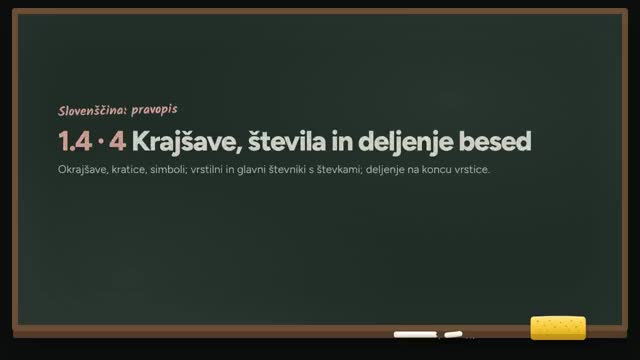 Slovenščina: pravopis
1.4 · 4 Krajšave, števila in deljenje besed
Okrajšave, kratice, simboli; vrstilni in glavni števniki s števkami; deljenje na koncu vrstice.